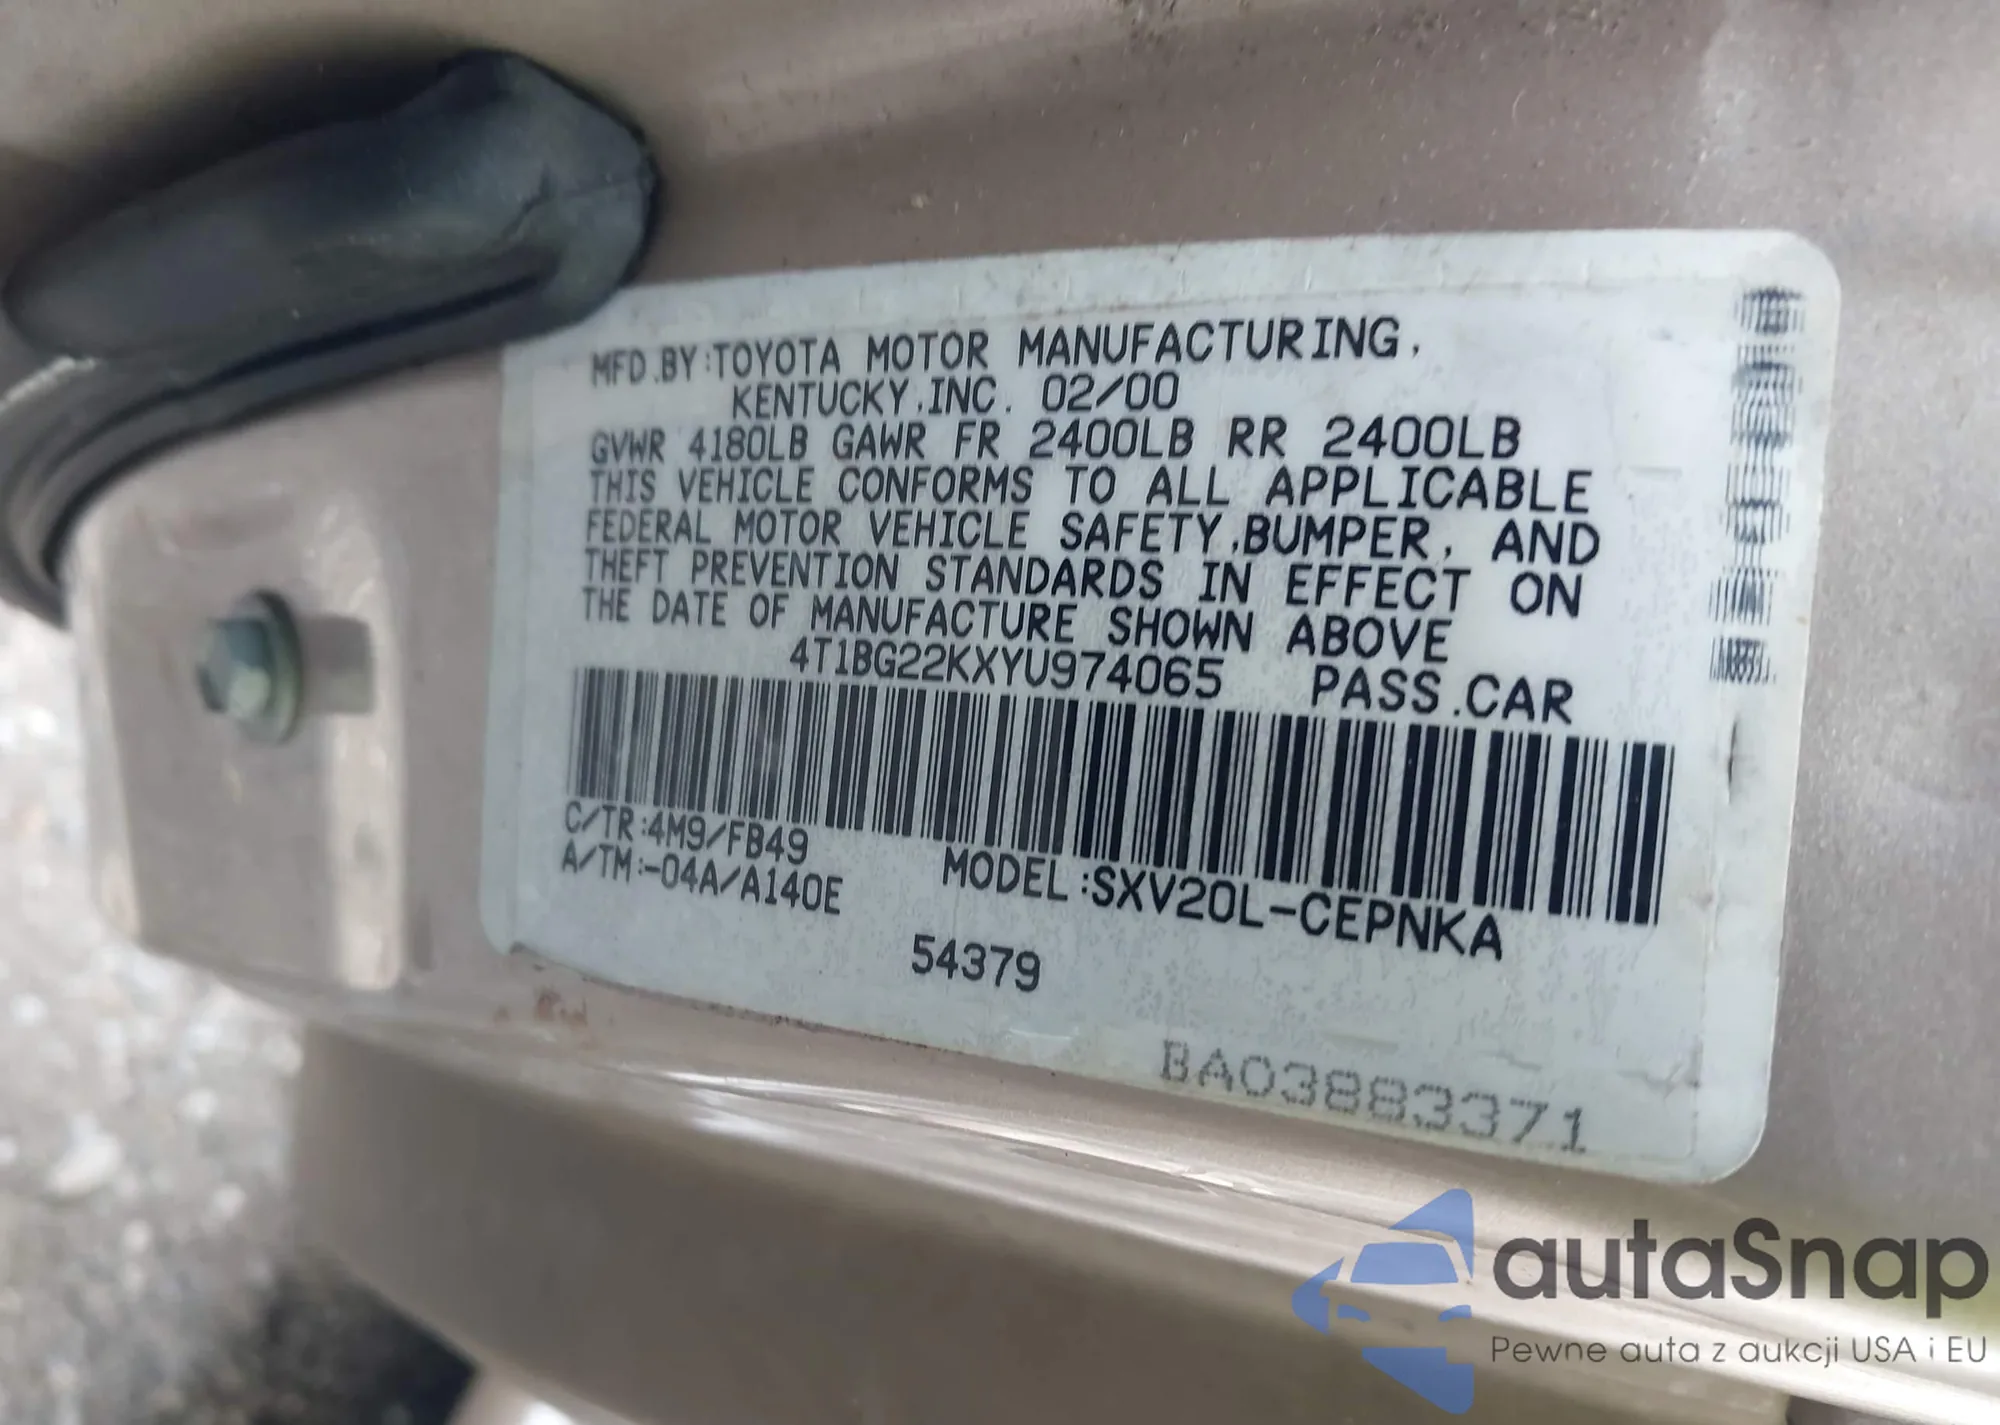 MFD.BY:TOYOTA MOTOR MANUFACTURING,
KENTUCKY,INC. 02/00
GVWR 4180LB GAWR FR 2400LB RR 2400LB
THIS VEHICLE CONFORMS TO ALL APPLICABLE
FEDERAL MOTOR VEHICLE SAFETY,BUMPER, AND
THEFT PREVENTION STANDARDS IN EFFECT ON
THE DATE OF MANUFACTURE SHOWN ABOVE
4T1BG22KXYU974065 PASS.CAR
C/TR:4M9/FB49
A/TM:-04A/A140E MODEL:SXV20L-CEPNKA
54379
BA03883371
autaSnap
Pewne auta z aukcji USA i EU